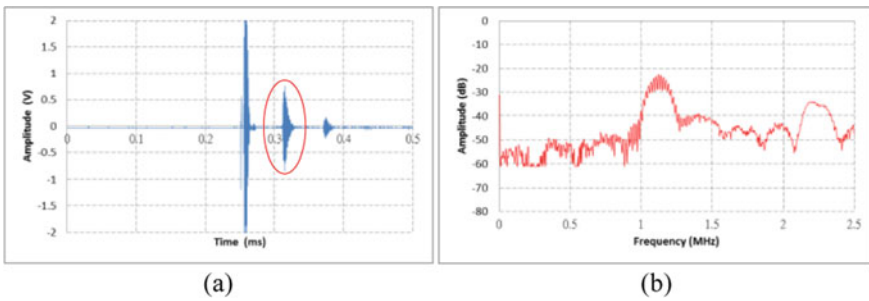 2
1.5
1
0.5
0
-0.5
-1
-1.5
-2
0 0.1 0.2 0.3 0.4 0.5
Amplitude (V)
Time (ms)
(a)
0
-10
-20
-30
-40
-50
-60
-70
-80
0 0.5 1 1.5 2 2.5
Amplitude (dB)
Frequency (MHz)
(b)